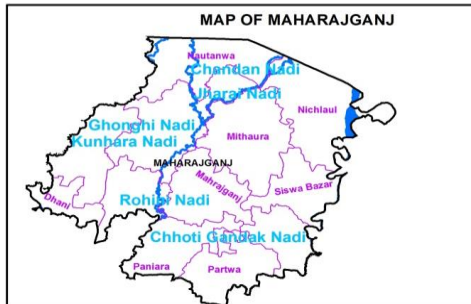 MAP OF MAHARAJGANJ
Nautanwa
Chandan Nadi
Jharai Nadi
Nichlaul
Ghonghi Nadi
Mithaura
Kunhara Nadi
MAHARAJGANJ
Mahrajganj
Siswa Bazar
Dhani
Rohini Nadi
Chhoti Gandak Nadi
Paniara
Partwa